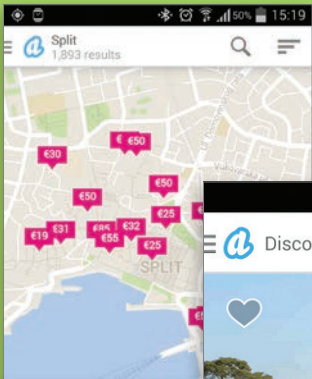 50% 15:19
Split
1,893 results
€ €50
€30
€50
€50
€25
€19 €31 €85 €32
€55 €25
SPLIT
Disco